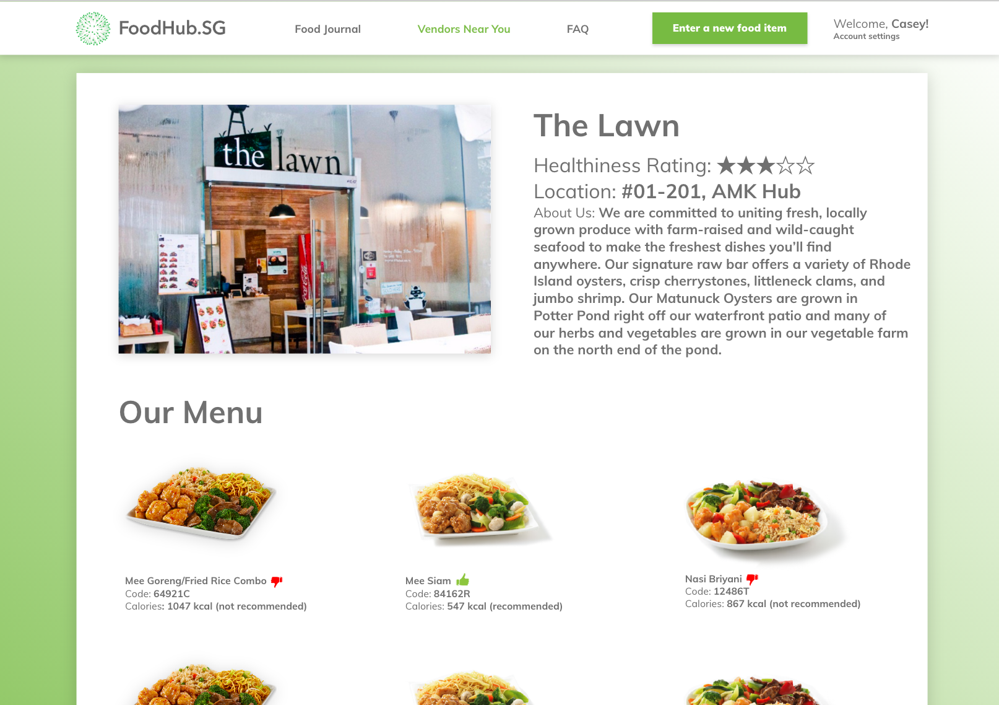 FoodHub.SG
Food Journal
Vendors Near You
FAQ
Enter a new food item
Welcome, Casey!
Account settings
the lawn
The Lawn
Healthiness Rating: ★★★☆☆
Location: #01-201, AMK Hub
About Us: We are committed to uniting fresh, locally
grown produce with farm-raised and wild-caught
seafood to make the freshest dishes you’ll find
anywhere. Our signature raw bar offers a variety of Rhode
Island oysters, crisp cherrystones, littleneck clams, and
jumbo shrimp. Our Matunuck Oysters are grown in
Potter Pond right off our waterfront patio and many of
our herbs and vegetables are grown in our vegetable farm
on the north end of the pond.
Our Menu
Mee Goreng/Fried Rice Combo
Code: 64921C
Calories: 1047 kcal (not recommended)
Mee Siam
Code: 84162R
Calories: 547 kcal (recommended)
Nasi Briyani
Code: 12486T
Calories: 867 kcal (not recommended)